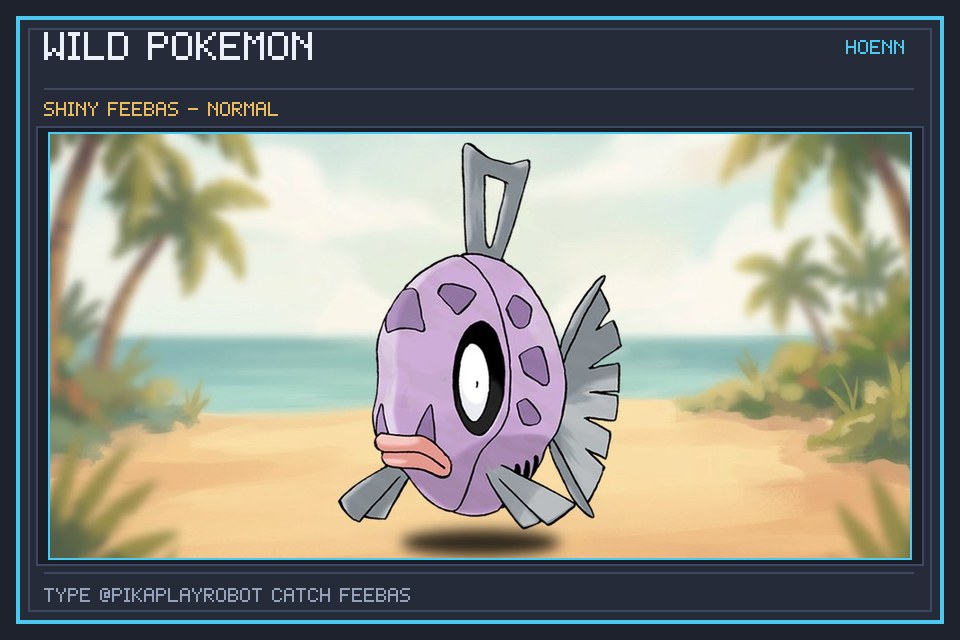 WILD POKEMON
HOENN
SHINY FEEBAS - NORMAL
TYPE @PIKAPLAYROBOT CATCH FEEBAS